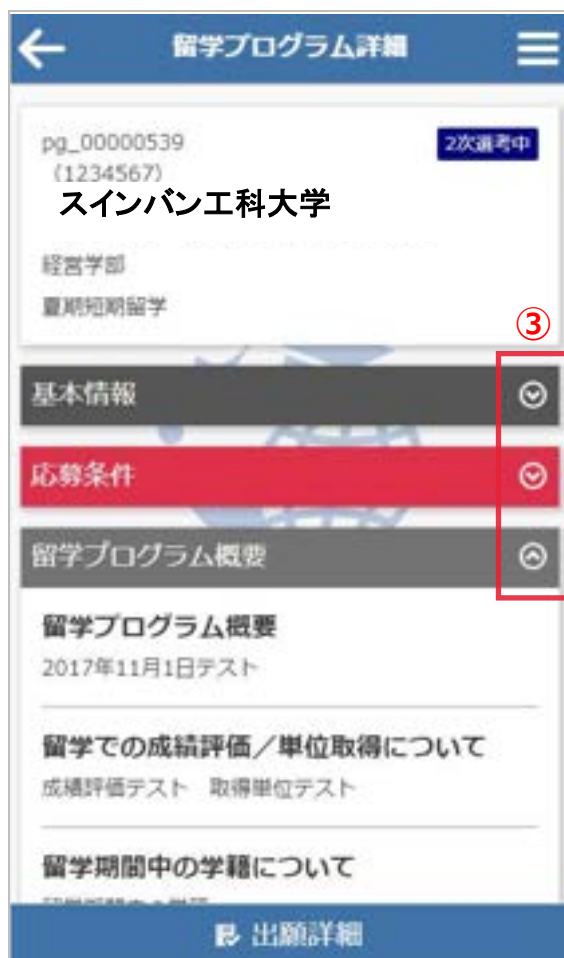 留学プログラム詳細
pg_00000539
2次選考中
(1234567)
スインバン工科大学
経営学部
夏期短期留学
③
基本情報
応募条件
留学プログラム概要
留学プログラム概要
2017年11月1日テスト
留学での成績評価／単位取得について
成績評価テスト　取得単位テスト
留学期間中の学籍について
出願詳細